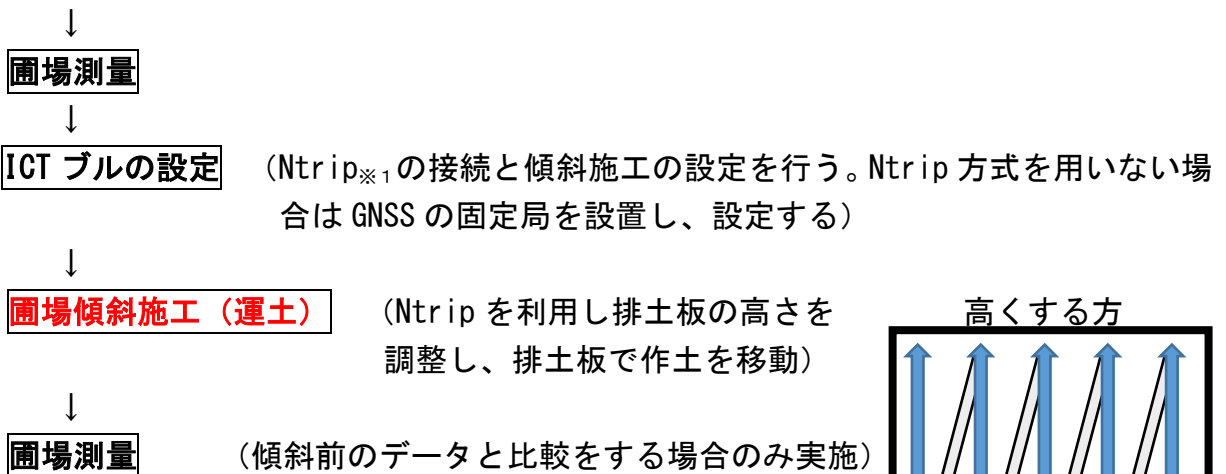 ↓
圃場測量
↓
ICT ブルの設定 (Ntrip※1の接続と傾斜施工の設定を行う。Ntrip 方式を用いない場
合は GNSS の固定局を設置し、設定する)
↓
圃場傾斜施工(運土) (Ntrip を利用し排土板の高さを 高くする方
調整し、排土板で作土を移動)
↓
圃場測量 (傾斜前のデータと比較をする場合のみ実施)